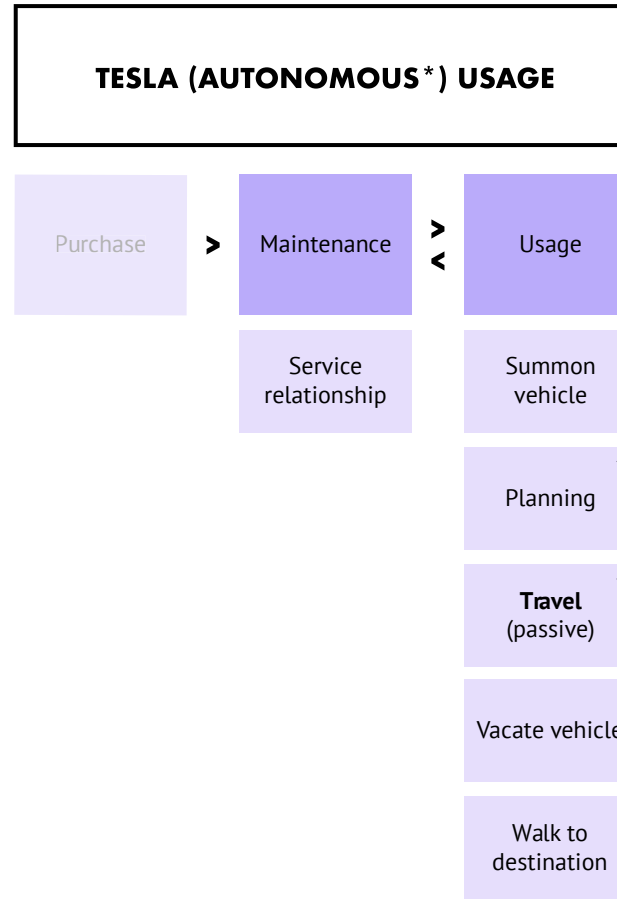 TESLA (AUTONOMOUS*) USAGE
Purchase
>
Maintenance
>
<
Usage
Service
relationship
Summon
vehicle
Planning
Travel
(passive)
Vacate vehicle
Walk to
destination